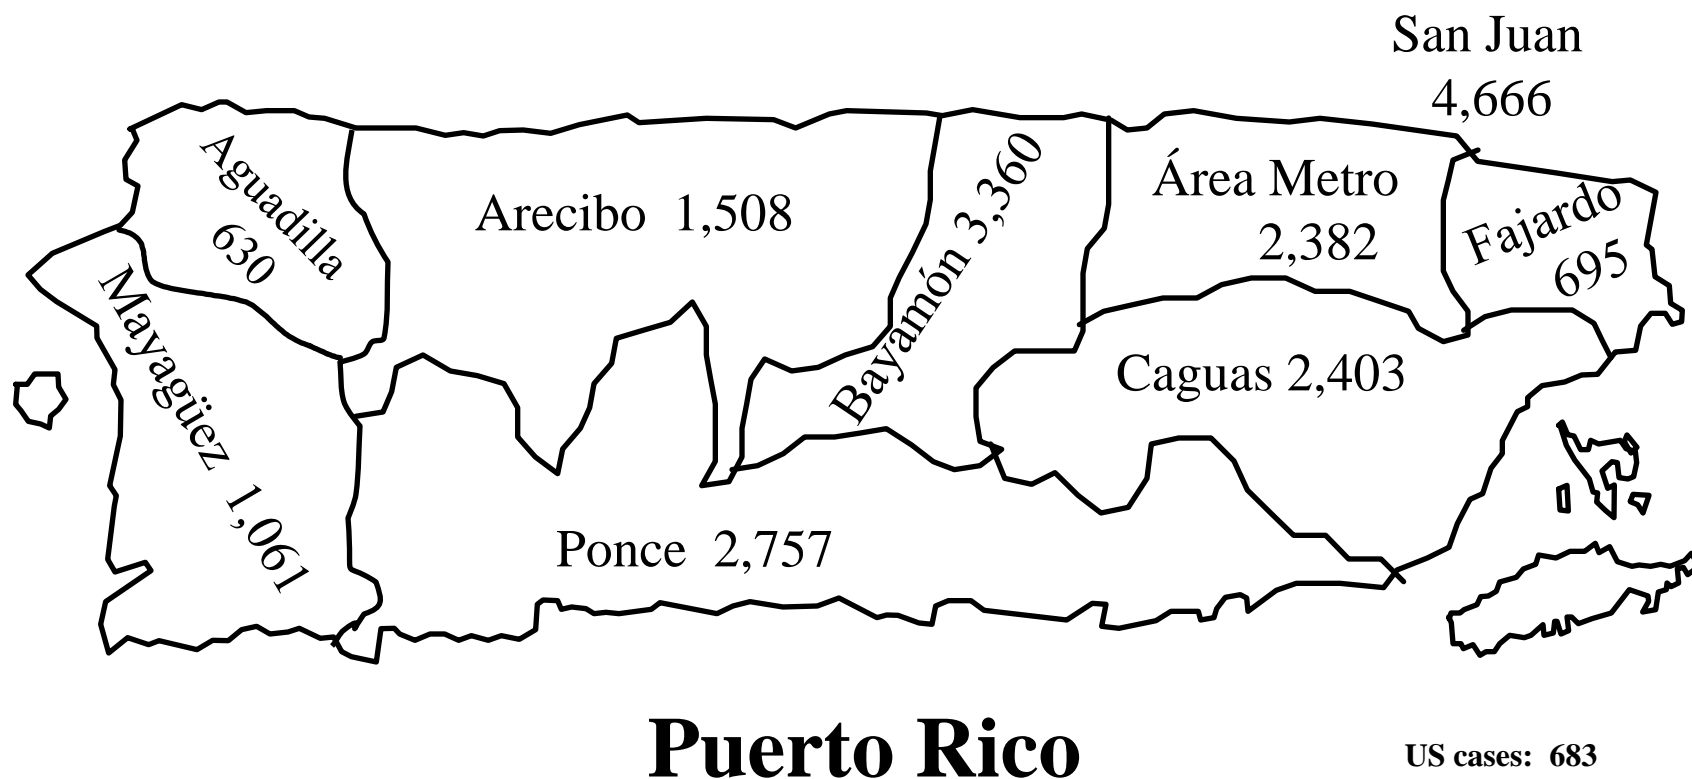 San Juan
4,666
Aguadilla
630
Arecibo 1,508
Bayamón 3,360
Área Metro
2,382
Fajardo
695
Mayagüez 1,061
Caguas 2,403
Ponce 2,757
Puerto Rico
US cases: 683